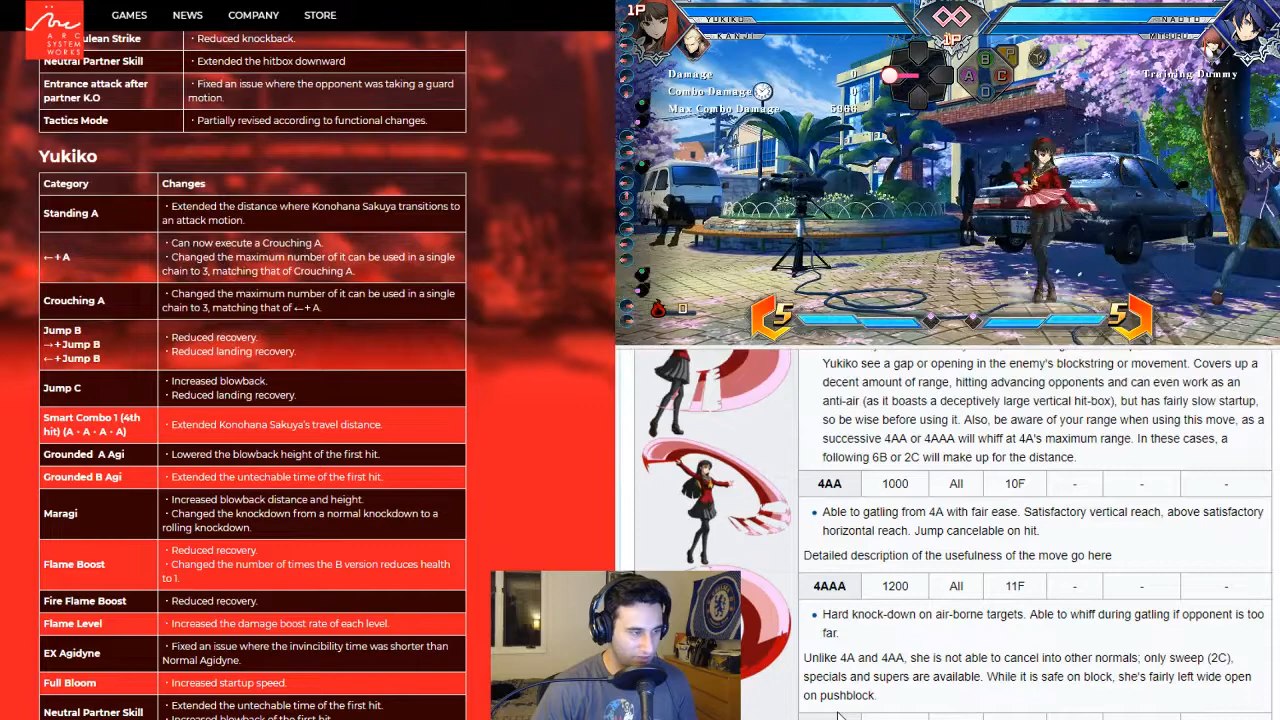 ARC
SYSTEM
WORKS
GAMES NEWS COMPANY STORE
ulean Strike ・Reduced knockback.
Neutral Partner Skill ・Extended the hitbox downward
Entrance attack after
partner K.O
・Fixed an issue where the opponent was taking a guard
motion.
Tactics Mode ・Partially revised according to functional changes.
Yukiko
Category Changes
Standing A
・Extended the distance where Konohana Sakuya transitions to
an attack motion.
←+A
・Can now execute a Crouching A.
・Changed the maximum number of it can be used in a single
chain to 3, matching that of Crouching A.
Crouching A
・Changed the maximum number of it can be used in a single
chain to 3, matching that of ←+ A.
Jump B
→+Jump B
←+Jump B
・Reduced recovery.
・Reduced landing recovery.
Jump C
・Increased blowback.
・Reduced landing recovery.
Smart Combo 1 (4th
hit) (A・A・A・A)
・Extended Konohana Sakuya's travel distance.
Grounded A Agi ・Lowered the blowback height of the first hit.
Grounded B Agi ・Extended the untechable time of the first hit.
Maragi
・Increased blowback distance and height.
・Changed the knockdown from a normal knockdown to a
rolling knockdown.
Flame Boost
・Reduced recovery.
・Changed the number of times the B version reduces health
to 1.
Fire Flame Boost ・Reduced recovery.
Flame Level ・Increased the damage boost rate of each level.
EX Agidyne
・Fixed an issue where the invincibility time was shorter than
Normal Agidyne.
Full Bloom ・Increased startup speed.
Neutral Partner Skill
・Extended the untechable time of the first hit.
・Increased blowback of the first hit.
1P
YUKIKO
KANJI
1P
NAOTO
MITSURU
Damage 0
Combo Damage 0
Max Combo Damage 5966
Training Dummy
A B C D P
0
5 5
Yukiko see a gap or opening in the enemy's blockstring or movement. Covers up a
decent amount of range, hitting advancing opponents and can even work as an
anti-air (as it boasts a deceptively large vertical hit-box), but has fairly slow startup,
so be wise before using it. Also, be aware of your range when using this move, as a
successive 4AA or 4AAA will whiff at 4A's maximum range. In these cases, a
following 6B or 2C will make up for the distance.
4AA 1000 All 10F - - -
• Able to gatling from 4A with fair ease. Satisfactory vertical reach, above satisfactory
horizontal reach. Jump cancelable on hit.
Detailed description of the usefulness of the move go here
4AAA 1200 All 11F - - -
• Hard knock-down on air-borne targets. Able to whiff during gatling if opponent is too
far.
Unlike 4A and 4AA, she is not able to cancel into other normals; only sweep (2C),
specials and supers are available. While it is safe on block, she's fairly left wide open
on pushblock.